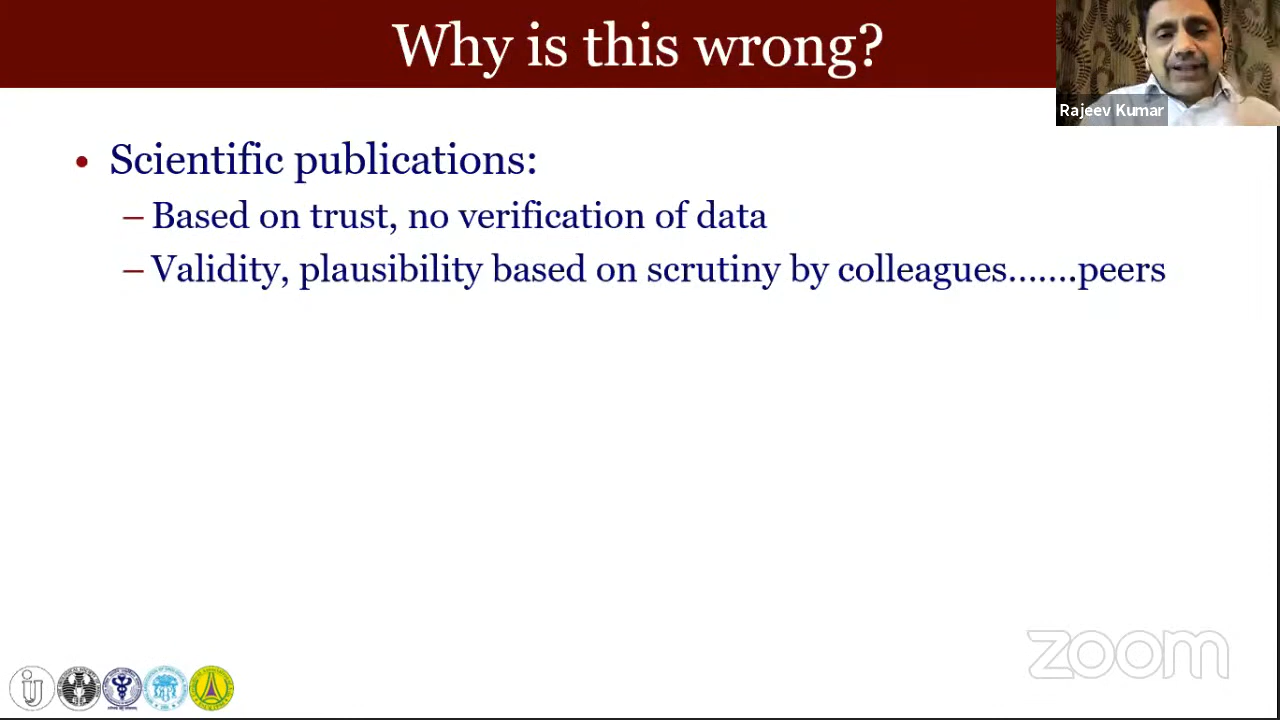 Why is this wrong?
Rajeev Kumar
• Scientific publications:
– Based on trust, no verification of data
– Validity, plausibility based on scrutiny by colleagues.......peers
zoom
IJU